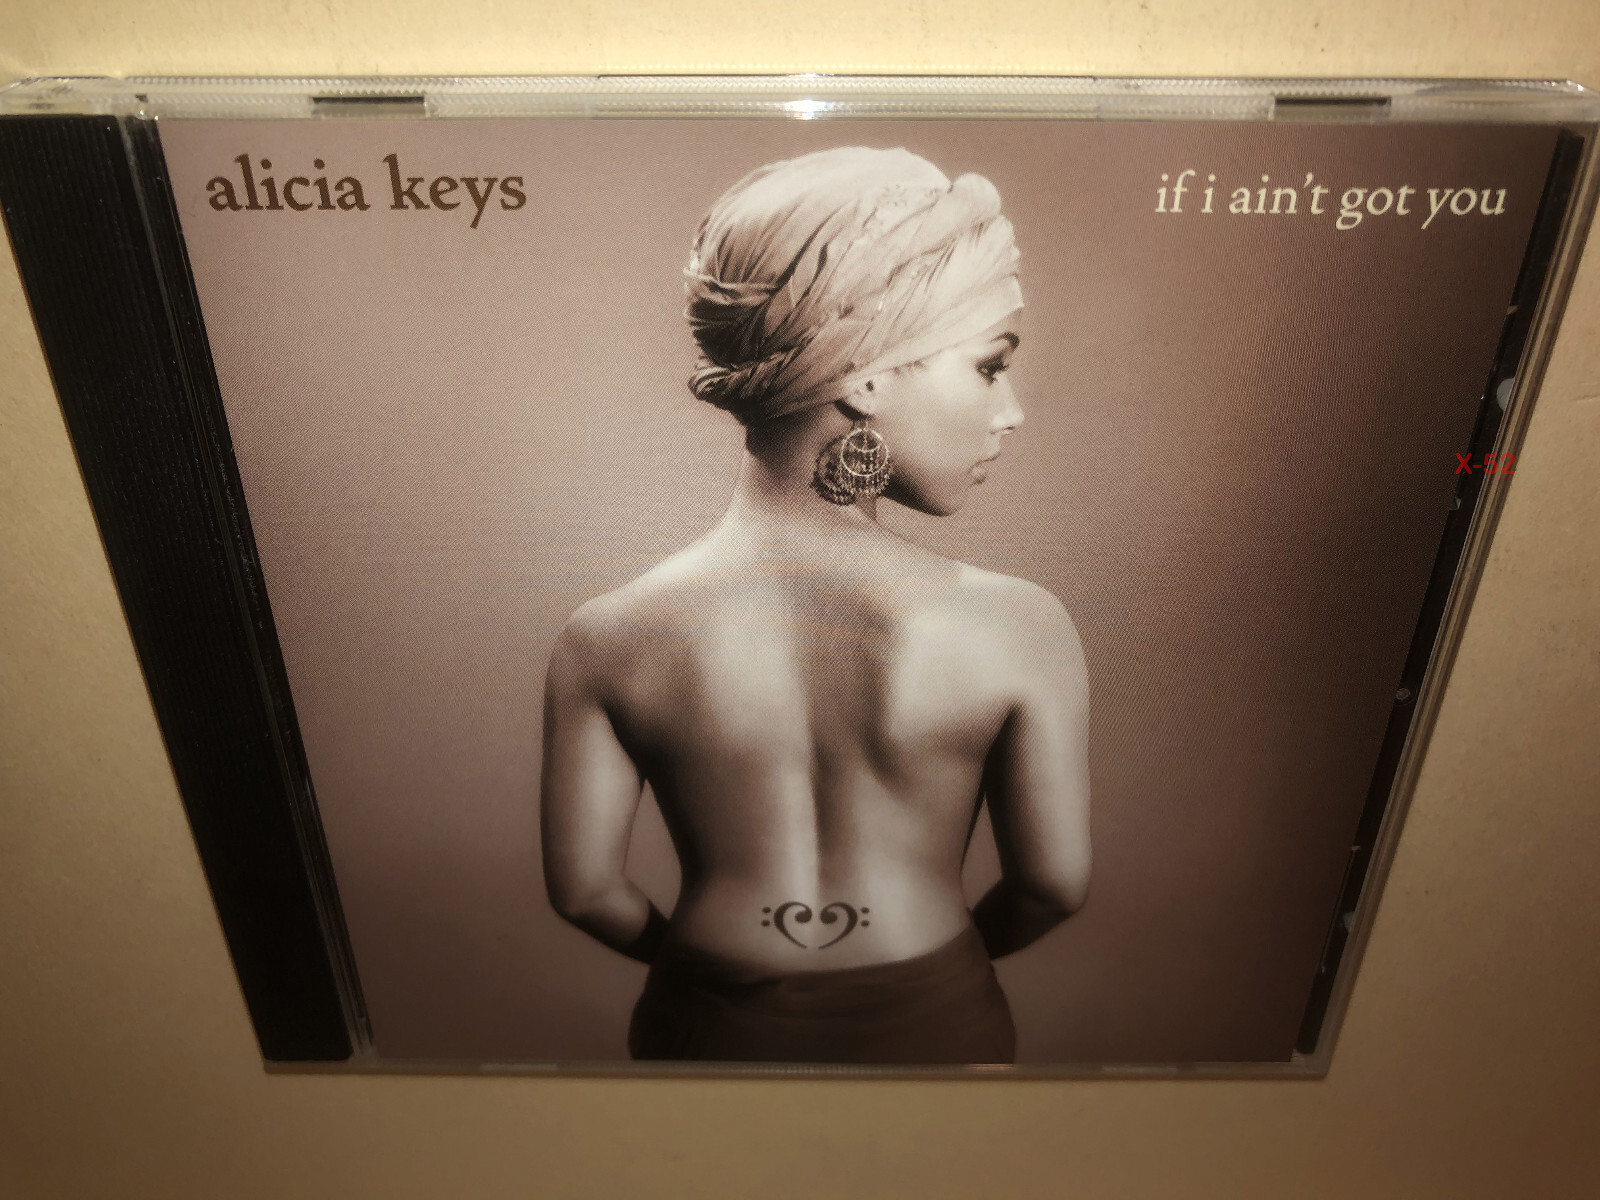 alicia keys
if i ain't got you
X-52